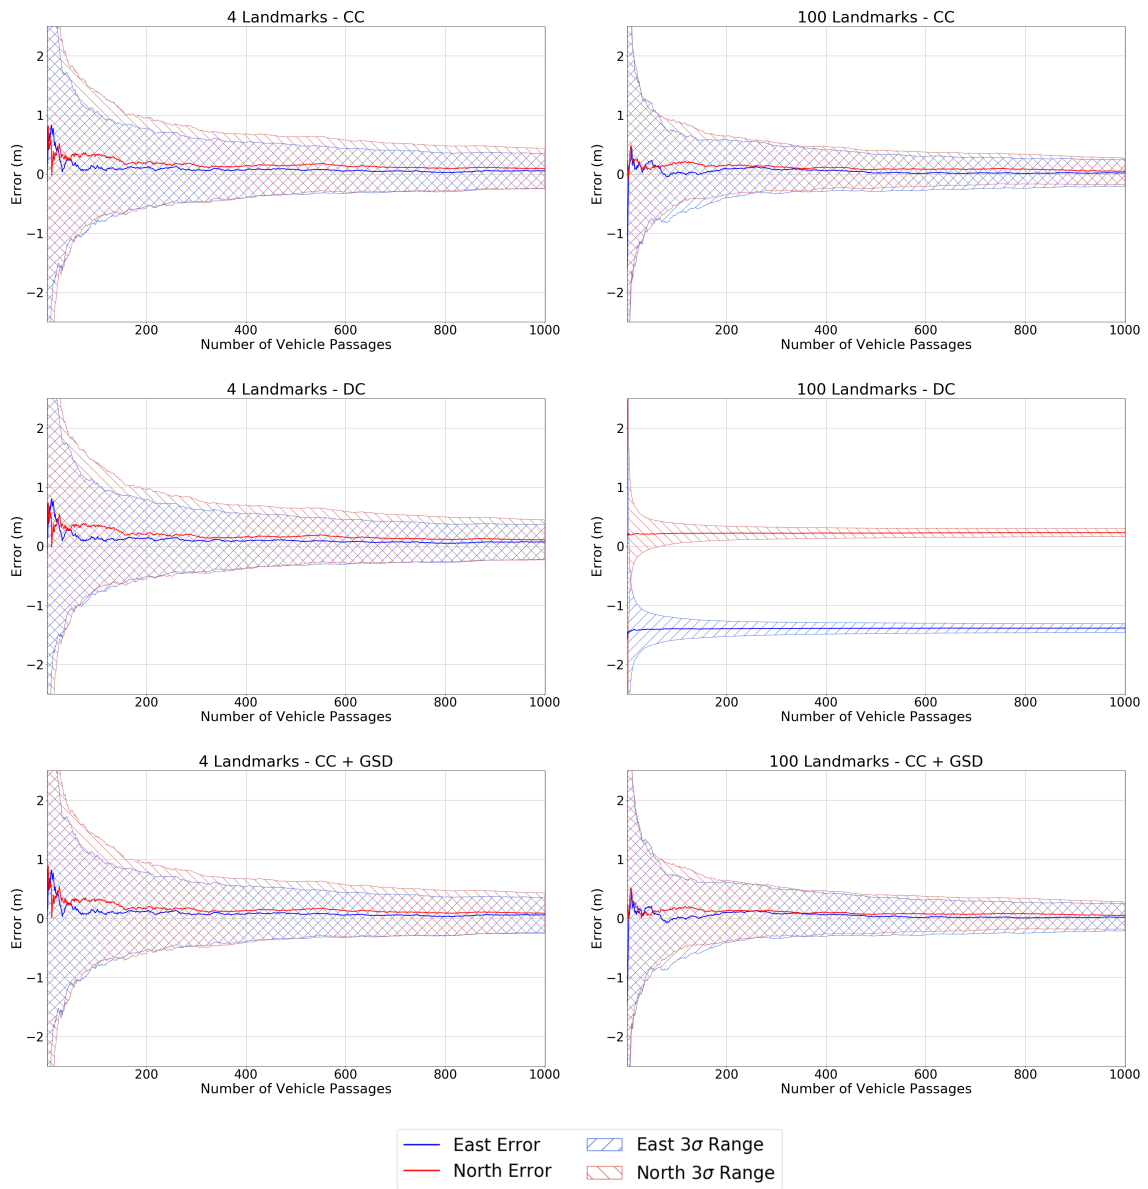 4 Landmarks - CC
2
1
0
−1
−2
Error (m)
200 400 600 800 1000
Number of Vehicle Passages
100 Landmarks - CC
2
1
0
−1
−2
Error (m)
200 400 600 800 1000
Number of Vehicle Passages
4 Landmarks - DC
2
1
0
−1
−2
Error (m)
200 400 600 800 1000
Number of Vehicle Passages
100 Landmarks - DC
2
1
0
−1
−2
Error (m)
200 400 600 800 1000
Number of Vehicle Passages
4 Landmarks - CC + GSD
2
1
0
−1
−2
Error (m)
200 400 600 800 1000
Number of Vehicle Passages
100 Landmarks - CC + GSD
2
1
0
−1
−2
Error (m)
200 400 600 800 1000
Number of Vehicle Passages
East Error
North Error
East 3σ Range
North 3σ Range